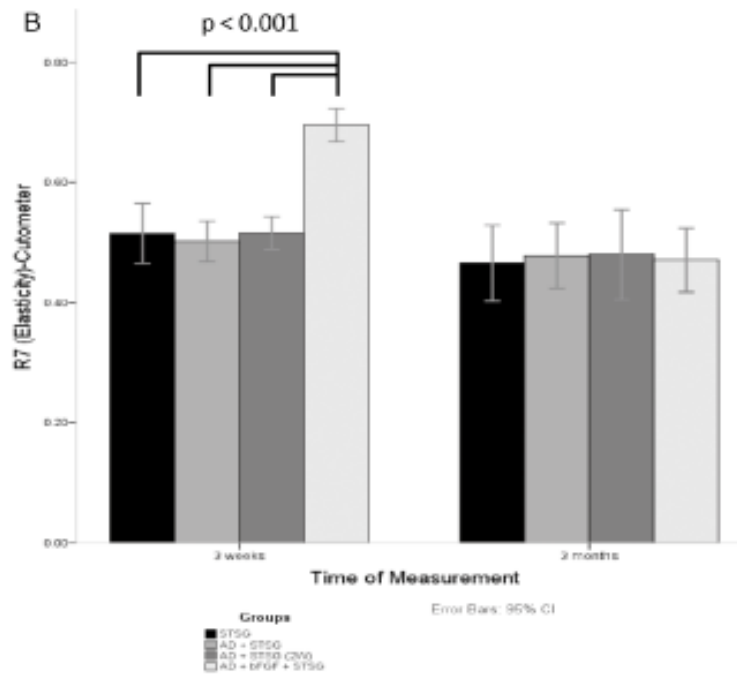 B
p < 0.001
0.80
0.60
0.40
0.20
0.00
R7 (Elasticity)-Cutometer
3 weeks
3 months
Time of Measurement
Error Bars: 95% CI
Groups
STSG
AD + STSG
AD + STSG (2W)
AD + bFGF + STSG